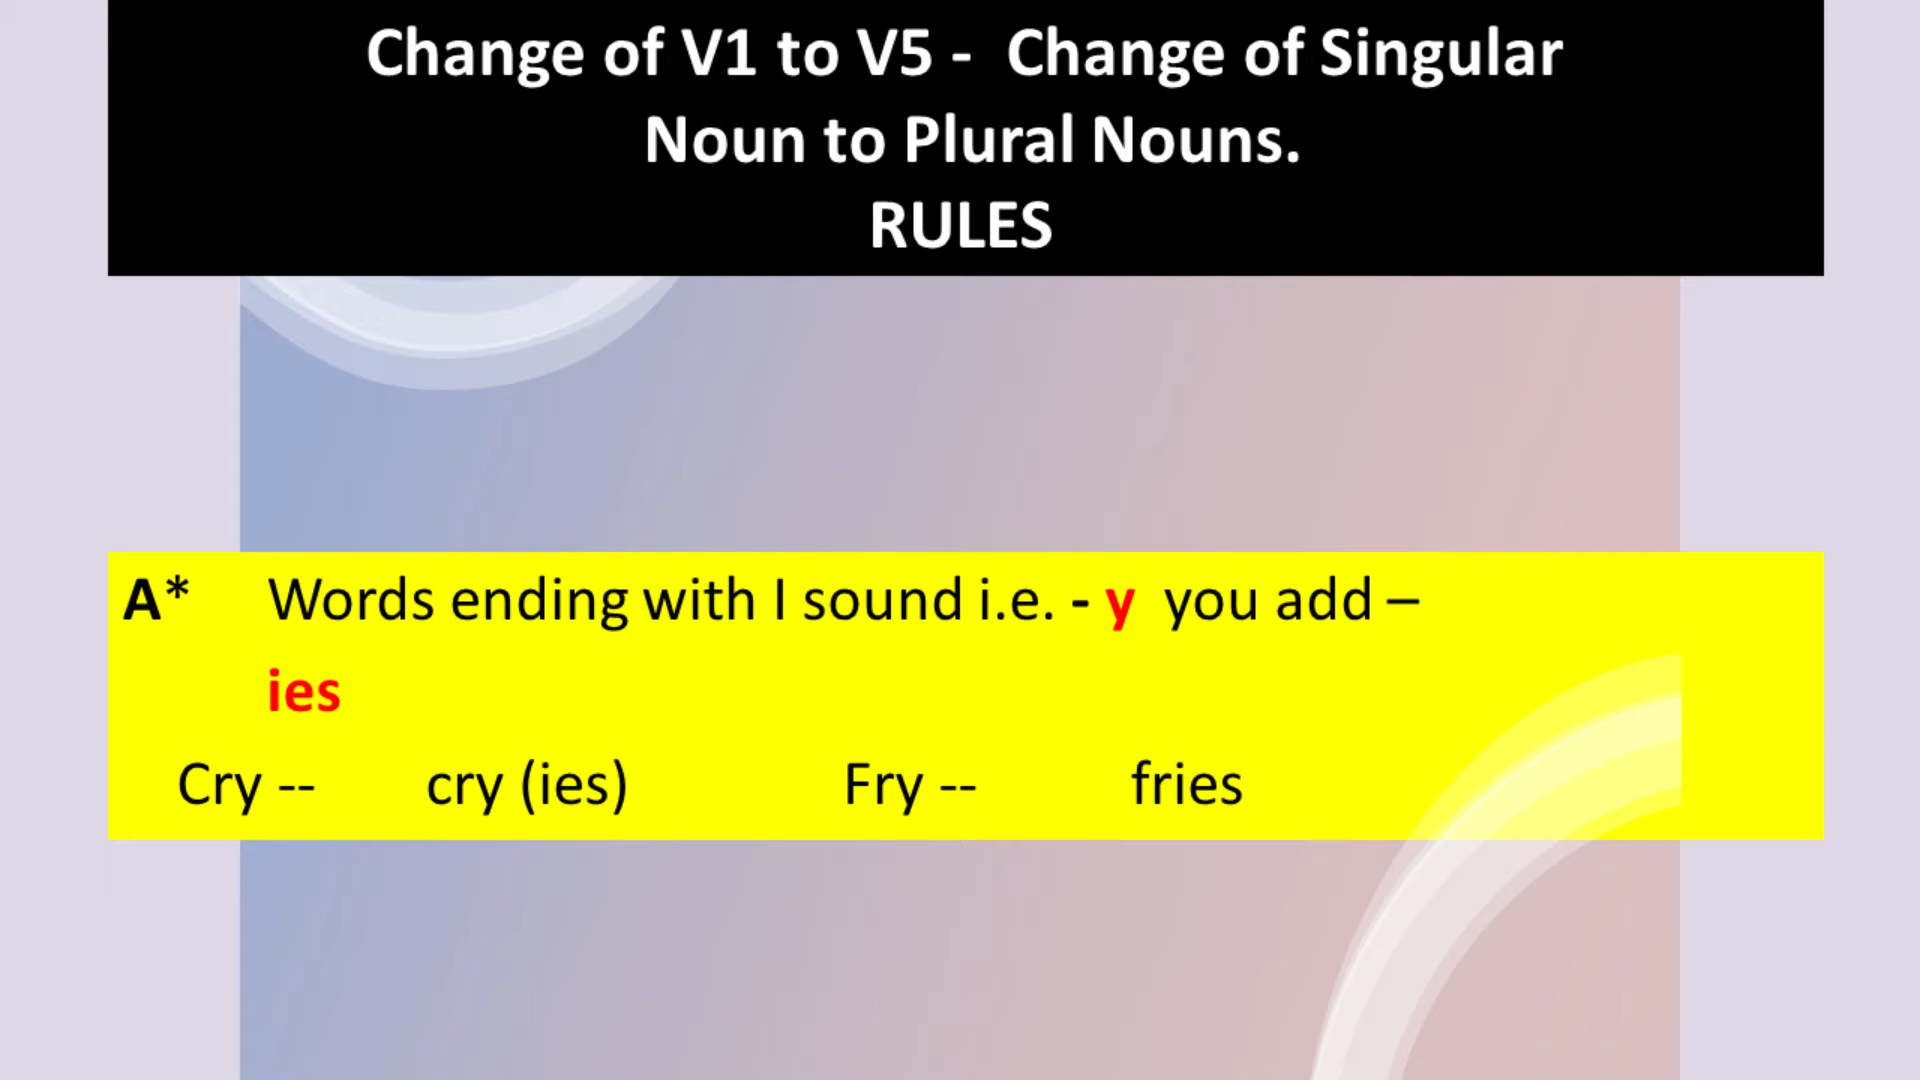 Change of V1 to V5 -  Change of Singular
Noun to Plural Nouns.
RULES
A* Words ending with I sound i.e. - y you add –
ies
Cry -- cry (ies) Fry -- fries